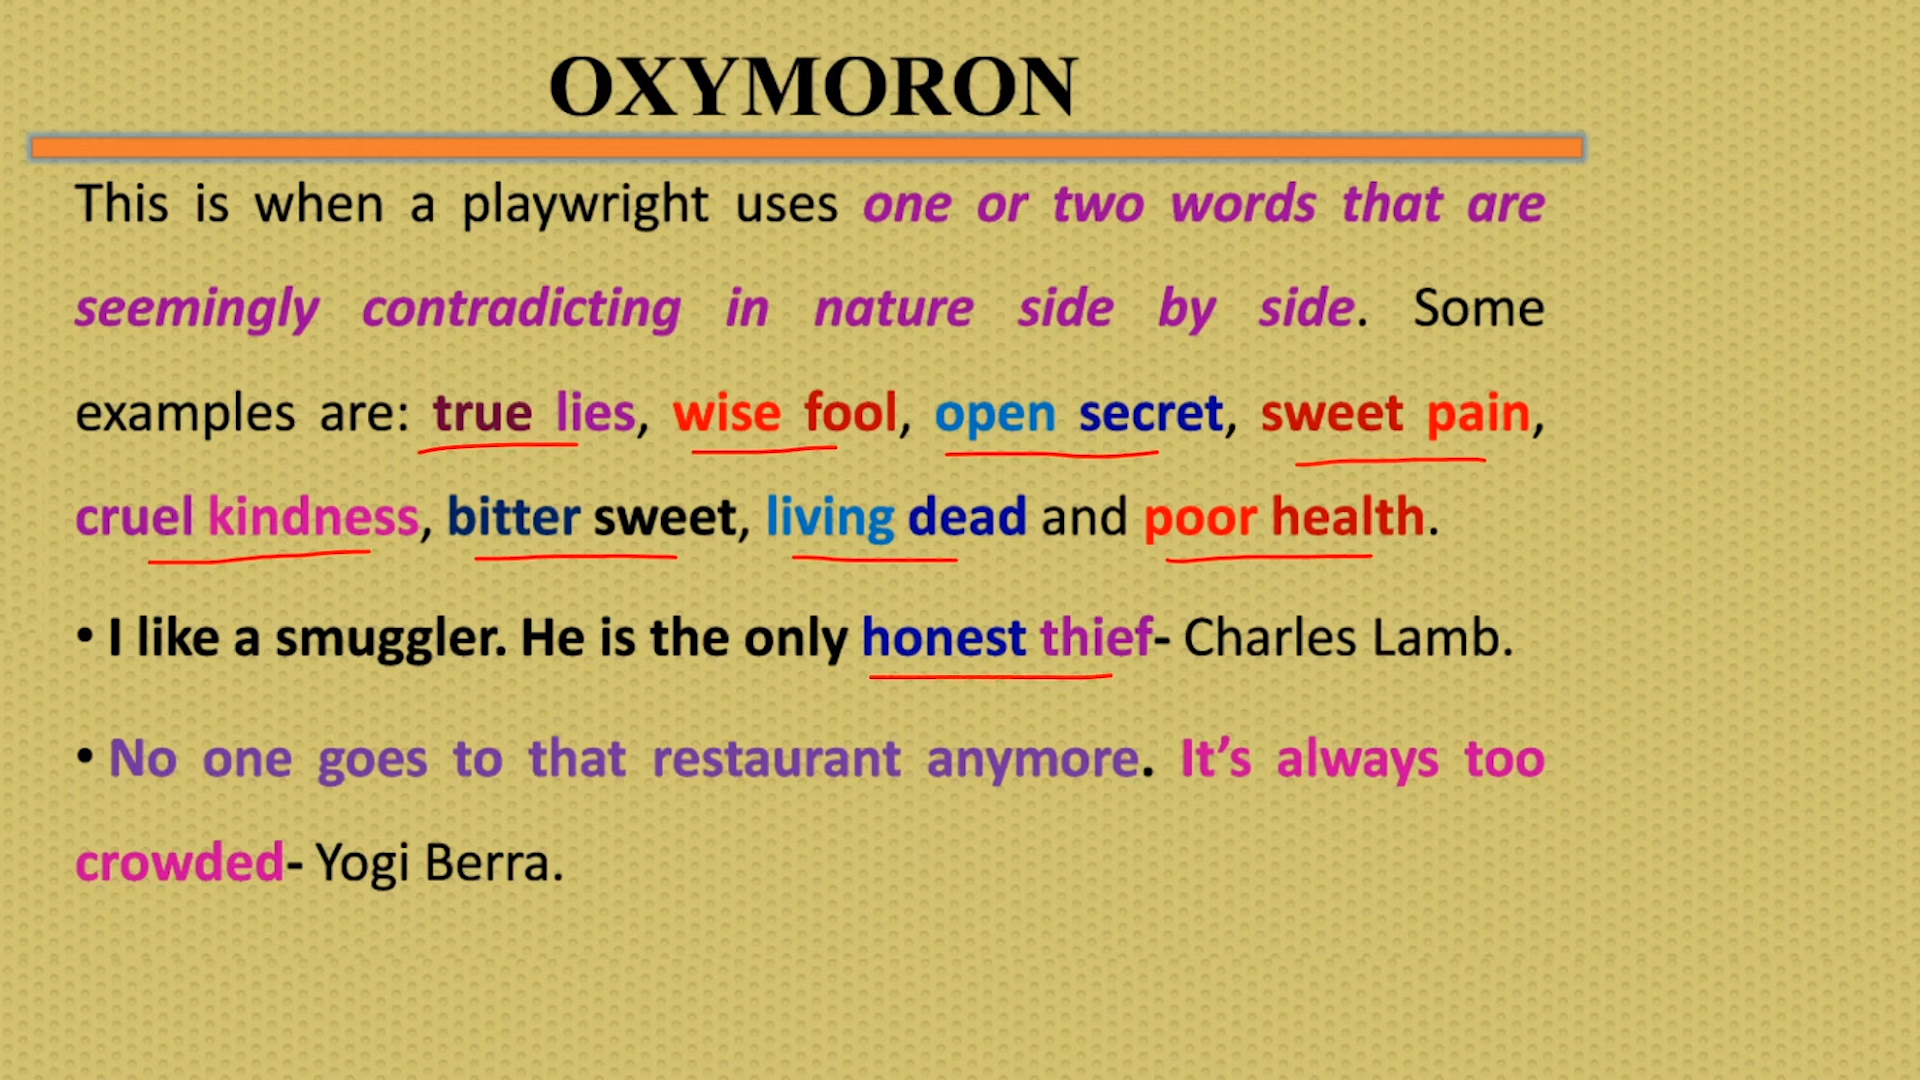 OXYMORON
This is when a playwright uses one or two words that are
seemingly contradicting in nature side by side. Some
examples are: true lies, wise fool, open secret, sweet pain,
cruel kindness, bitter sweet, living dead and poor health.
• I like a smuggler. He is the only honest thief- Charles Lamb.
• No one goes to that restaurant anymore. It’s always too
crowded- Yogi Berra.